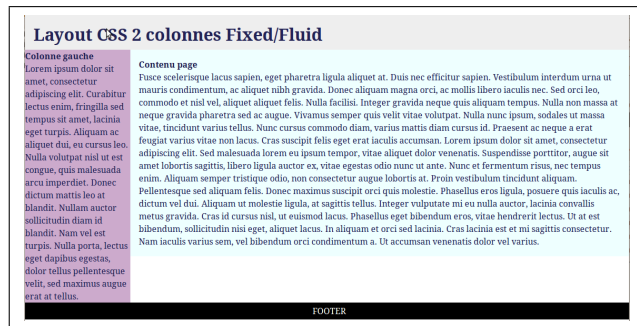 Layout CSS 2 colonnes Fixed/Fluid
Colonne gauche
Lorem ipsum dolor sit
amet, consectetur
adipiscing elit. Curabitur
lectus enim, fringilla sed
tempus sit amet, lacinia
eget turpis. Aliquam ac
aliquet dui, eu cursus leo.
Nulla volutpat nisl ut est
congue, quis malesuada
arcu imperdiet. Donec
dictum mattis leo at
blandit. Nullam auctor
sollicitudin diam id
blandit. Nam vel est
turpis. Nulla porta, lectus
eget dapibus egestas,
dolor tellus pellentesque
velit, sed maximus augue
erat at tellus.
Contenu page
Fusce scelerisque lacus sapien, eget pharetra ligula aliquet at. Duis nec efficitur sapien. Vestibulum interdum urna ut
mauris condimentum, ac aliquet nibh gravida. Donec aliquam magna orci, ac mollis libero iaculis nec. Sed orci leo,
commodo et nisl vel, aliquet aliquet felis. Nulla facilisi. Integer gravida neque quis aliquam tempus. Nulla non massa at
neque gravida pharetra sed ac augue. Vivamus semper quis velit vitae volutpat. Nulla nunc ipsum, sodales ut massa
vitae, tincidunt varius tellus. Nunc cursus commodo diam, varius mattis diam cursus id. Praesent ac neque a erat
feugiat varius vitae non lacus. Cras suscipit felis eget erat iaculis accumsan. Lorem ipsum dolor sit amet, consectetur
adipiscing elit. Sed malesuada lorem eu ipsum tempor, vitae aliquet dolor venenatis. Suspendisse porttitor, augue sit
amet lobortis sagittis, libero ligula auctor ex, vitae egestas odio nunc ut ante. Nunc et fermentum risus, nec tempus
enim. Aliquam semper tristique odio, non consectetur augue lobortis at. Proin vestibulum tincidunt aliquam.
Pellentesque sed aliquam felis. Donec maximus suscipit orci quis molestie. Phasellus eros ligula, posuere quis iaculis ac,
dictum vel dui. Aliquam ut molestie ligula, at sagittis tellus. Integer vulputate mi eu nulla auctor, lacinia convallis
metus gravida. Cras id cursus nisl, ut euismod lacus. Phasellus eget bibendum eros, vitae hendrerit lectus. Ut at est
bibendum, sollicitudin nisi eget, aliquet lacus. In aliquam et orci sed lacinia. Cras lacinia est et mi sagittis consectetur.
Nam iaculis varius sem, vel bibendum orci condimentum a. Ut accumsan venenatis dolor vel varius.
FOOTER